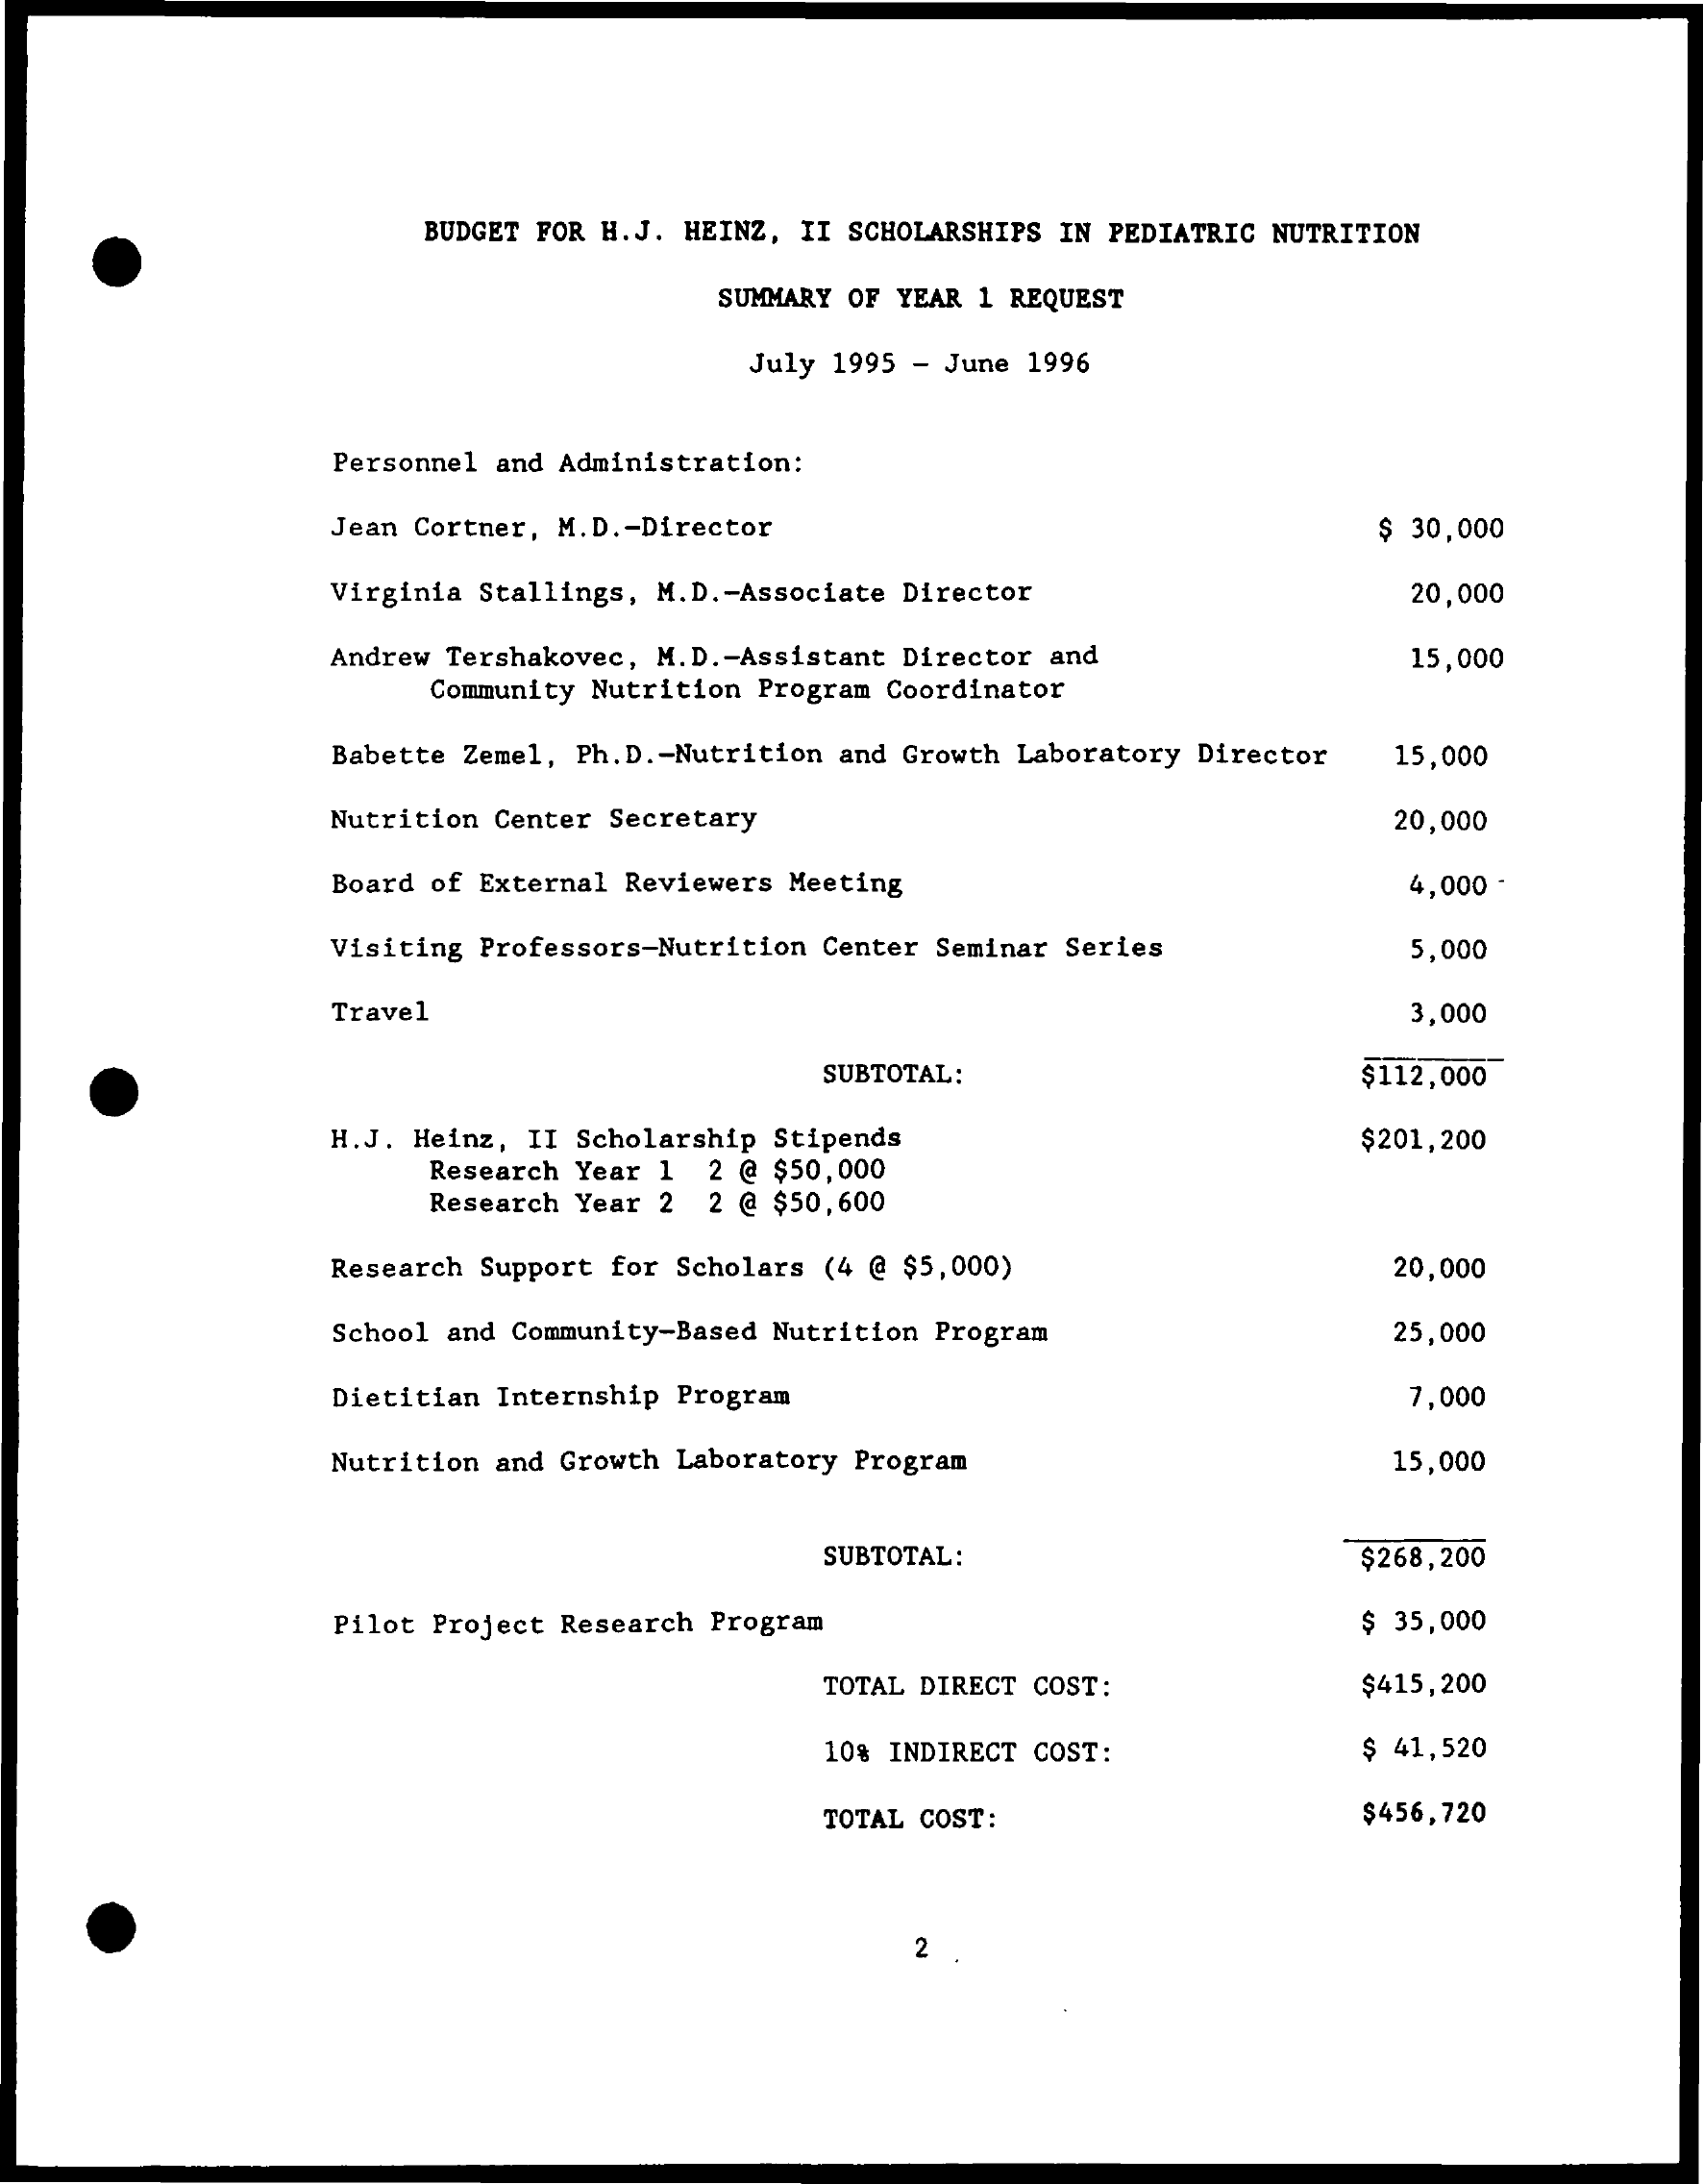 BUDGET FOR H.J. HEINZ, II SCHOLARSHIPS IN PEDIATRIC NUTRITION
SUMMARY OF YEAR 1 REQUEST
July 1995 - June 1996
Personnel and Administration:
Jean Cortner, M.D.-Director $ 30,000
Virginia Stallings, M.D.-Associate Director 20,000
Andrew Tershakovec, M.D.-Assistant Director and 15,000
Community Nutrition Program Coordinator
Babette Zemel, Ph.D.-Nutrition and Growth Laboratory Director 15,000
Nutrition Center Secretary 20,000
Board of External Reviewers Meeting 4,000
Visiting Professors-Nutrition Center Seminar Series 5,000
Travel 3,000
SUBTOTAL: $112,000
H.J. Heinz, II Scholarship Stipends $201,200
Research Year 1 2 @ $50,000
Research Year 2 2 @ $50,600
Research Support for Scholars (4 @ $5,000) 20,000
School and Community-Based Nutrition Program 25,000
Dietitian Internship Program 7,000
Nutrition and Growth Laboratory Program 15,000
SUBTOTAL: $268,200
Pilot Project Research Program $ 35,000
TOTAL DIRECT COST: $415,200
10% INDIRECT COST: $ 41,520
TOTAL COST: $456,720
2